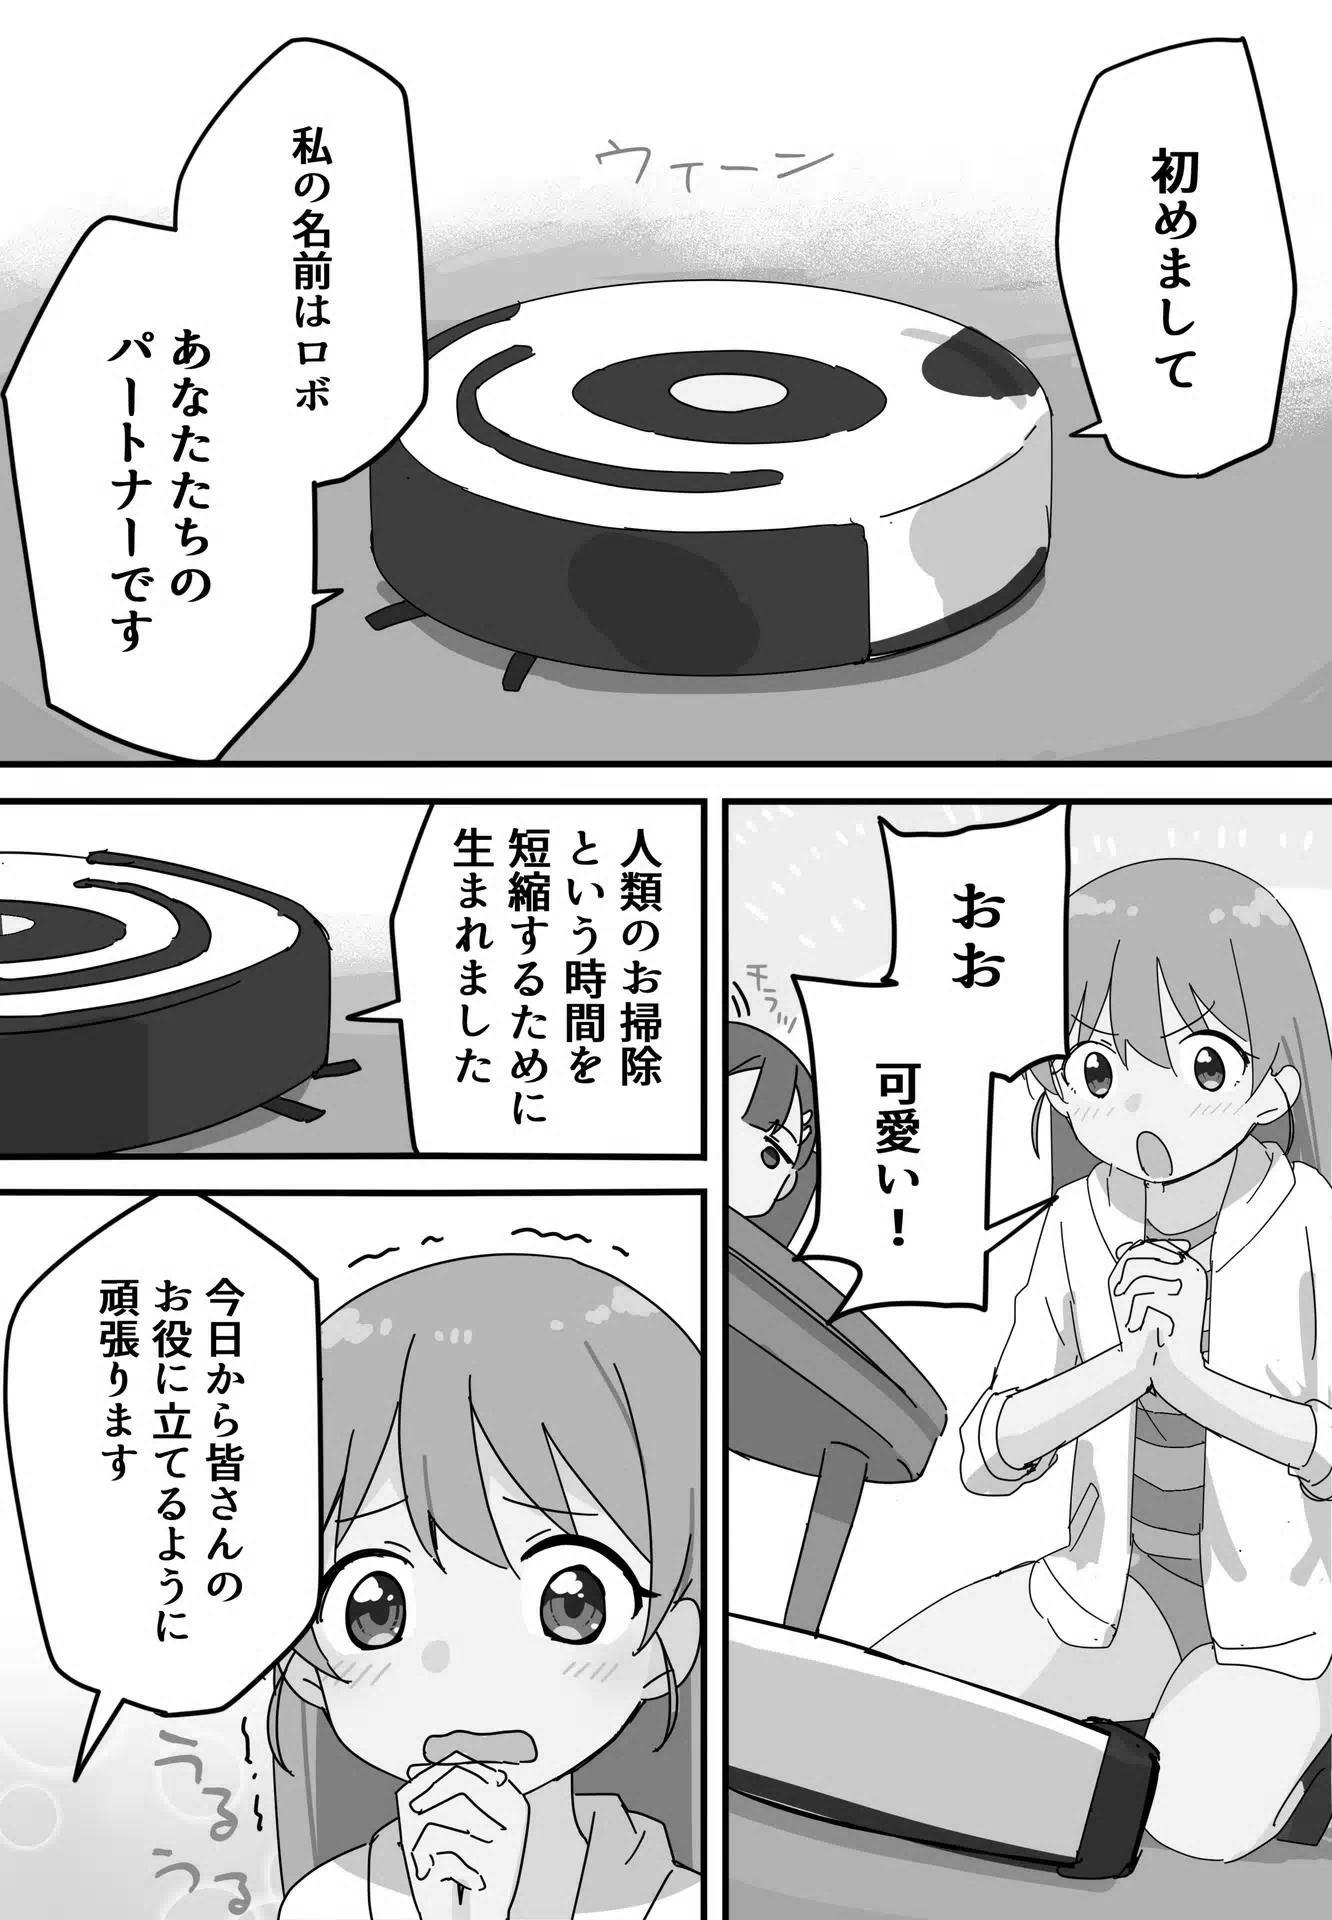 初めまして
ウィーン
私の名前はロボ
あなたたちの
パートナーです
おお
可愛い！
チラッ
人類のお掃除
という時間を
短縮するために
生まれました
今日から皆さんの
お役に立てるように
頑張ります
うるうる